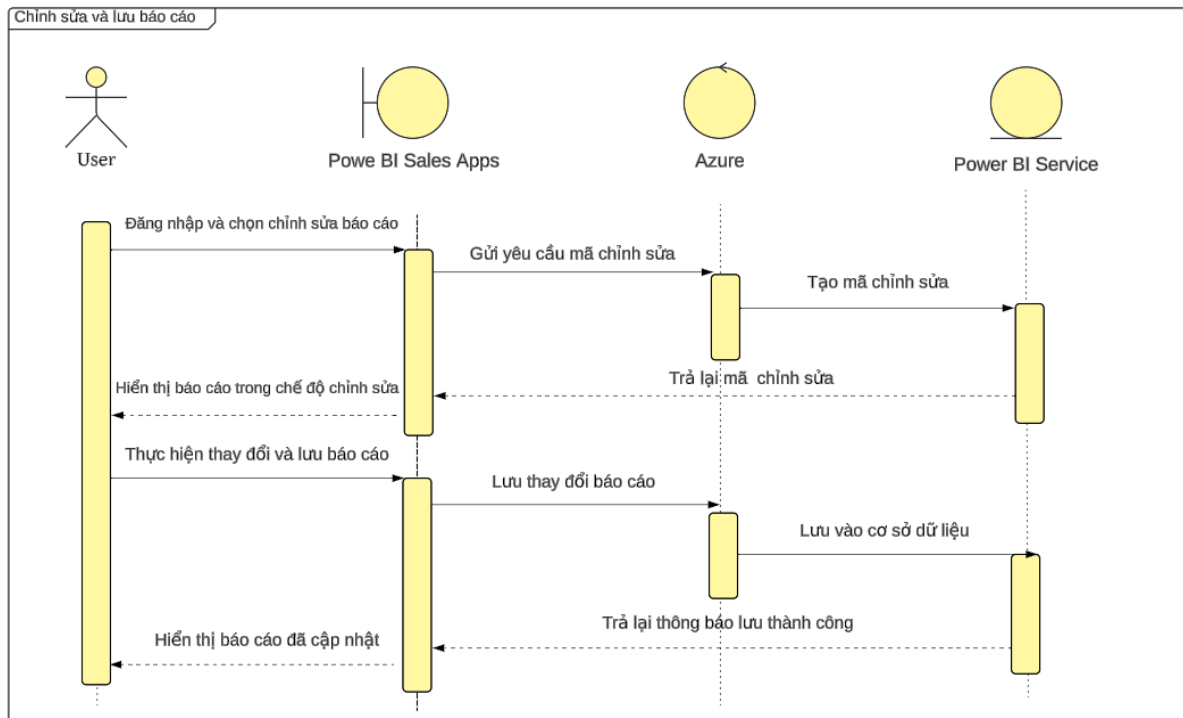 Chỉnh sửa và lưu báo cáo
User
Powe BI Sales Apps
Azure
Power BI Service
Đăng nhập và chọn chỉnh sửa báo cáo
Gửi yêu cầu mã chỉnh sửa
Tạo mã chỉnh sửa
Trả lại mã chỉnh sửa
Hiển thị báo cáo trong chế độ chỉnh sửa
Thực hiện thay đổi và lưu báo cáo
Lưu thay đổi báo cáo
Lưu vào cơ sở dữ liệu
Trả lại thông báo lưu thành công
Hiển thị báo cáo đã cập nhật